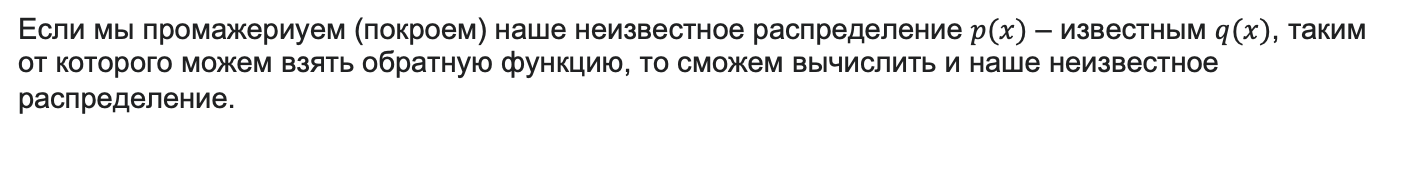 Если мы промажериуем (покроем) наше неизвестное распределение p(x) – известным q(x), таким
от которого можем взять обратную функцию, то сможем вычислить и наше неизвестное
распределение.